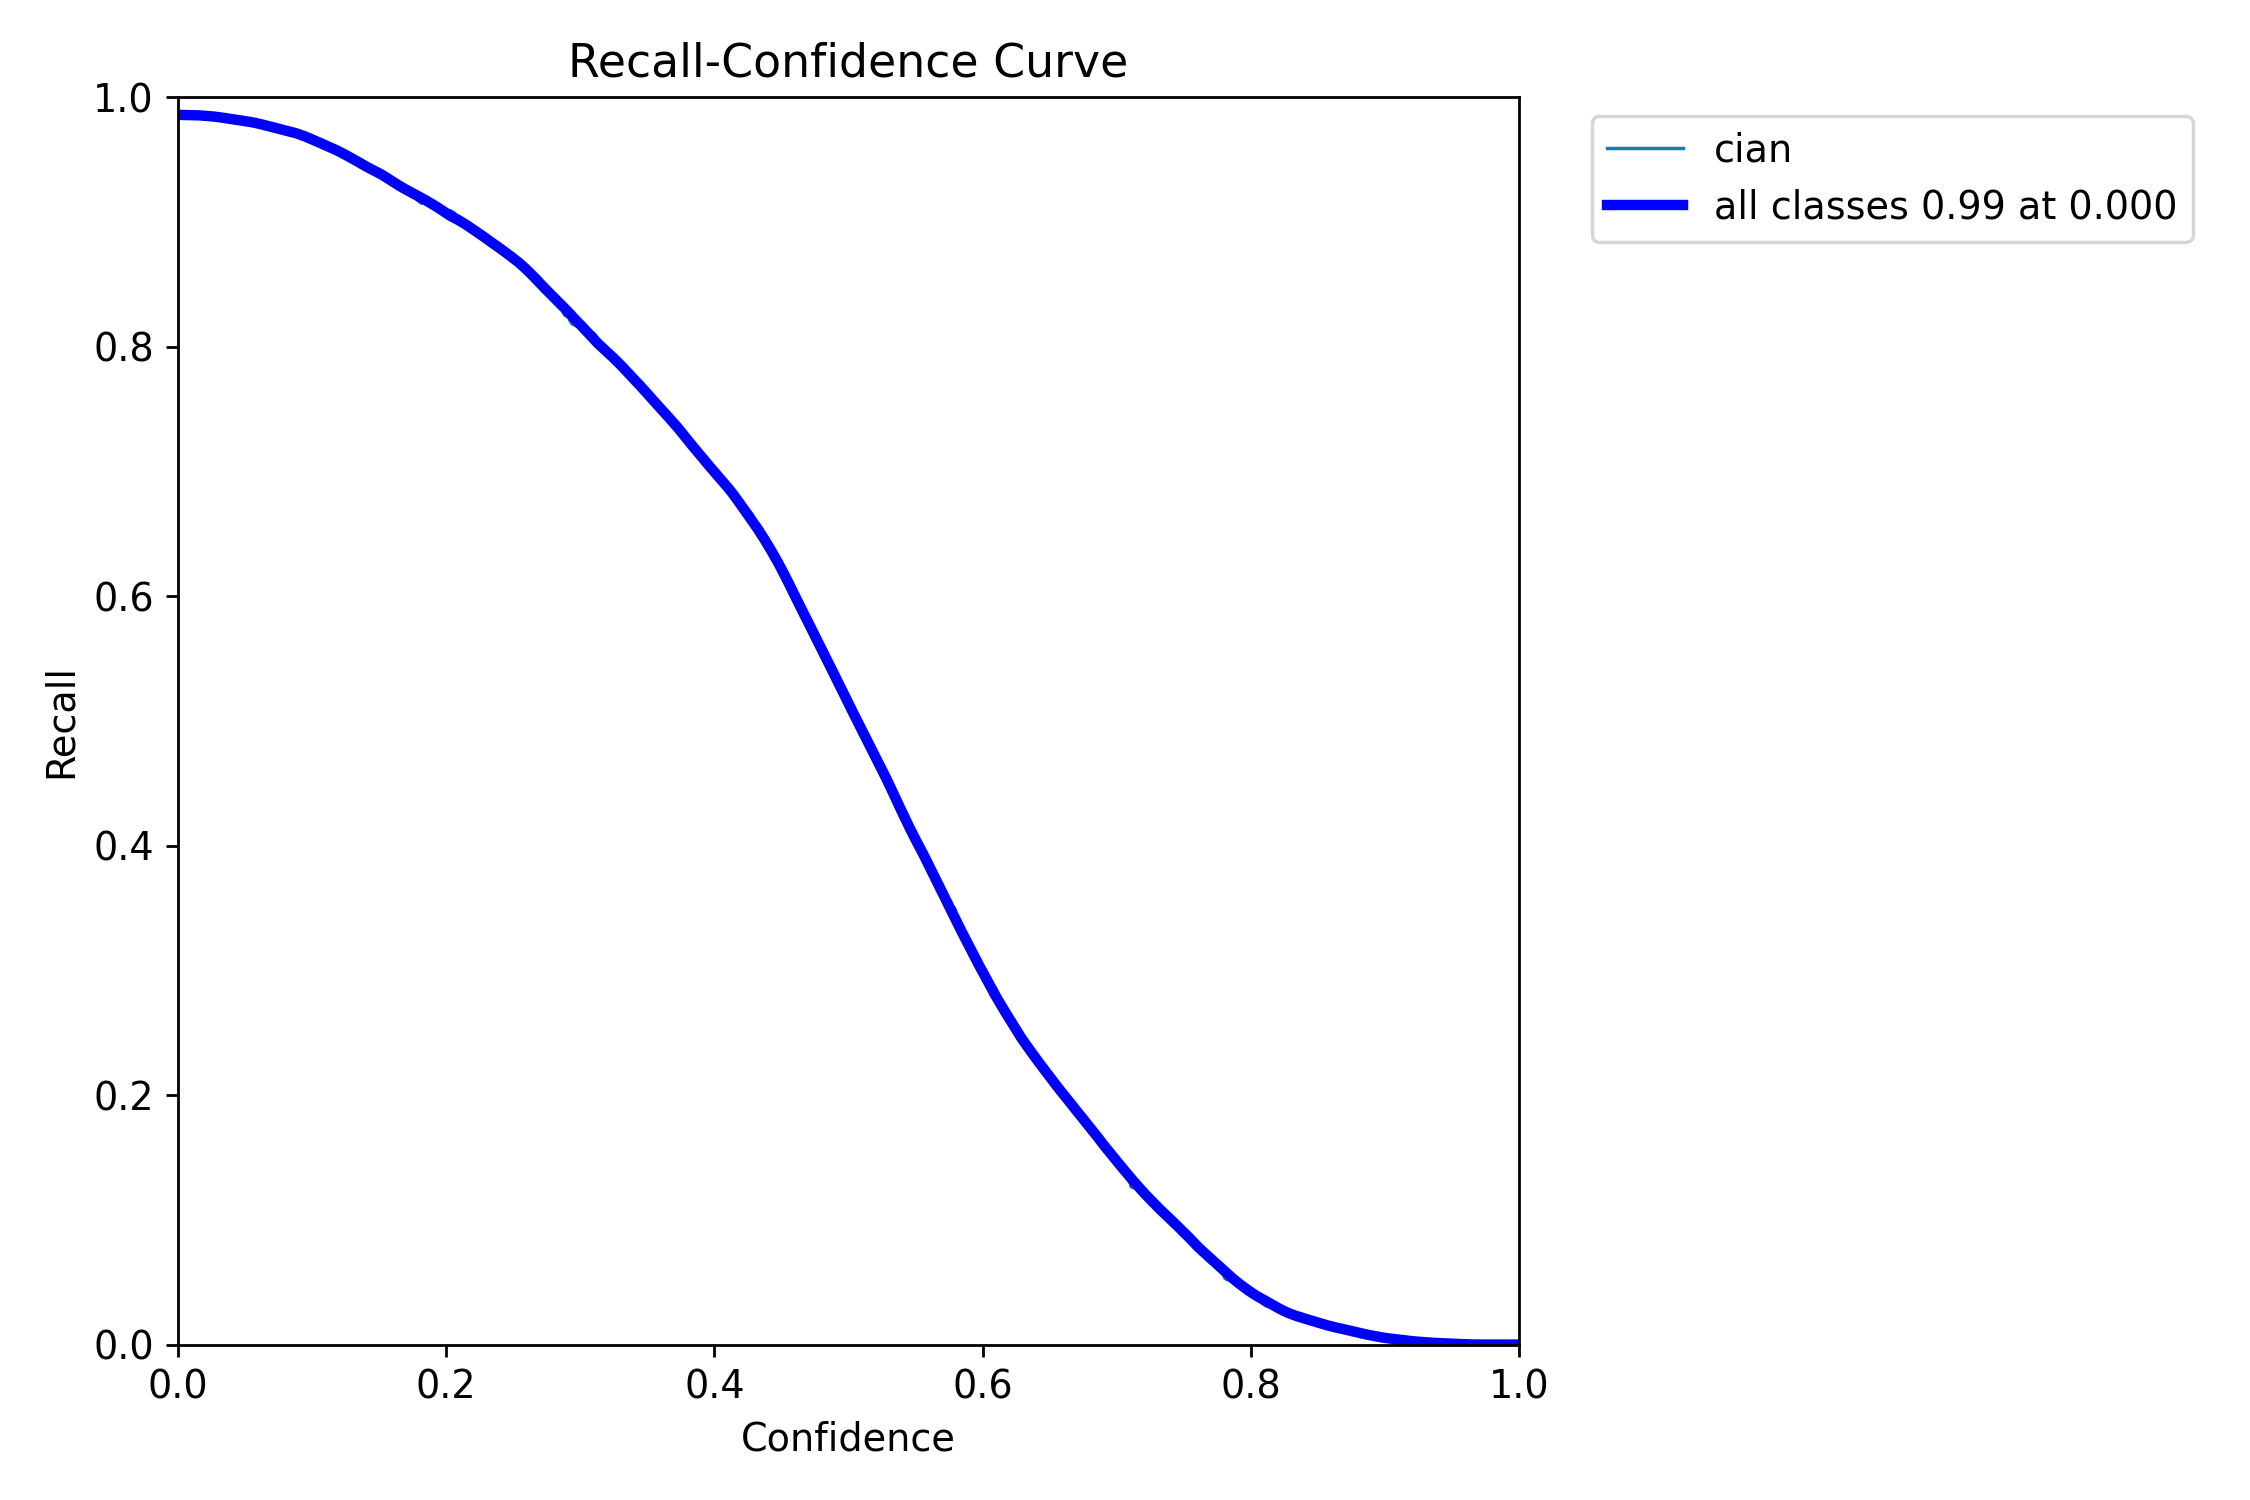 Recall-Confidence Curve
1.0
0.8
0.6
0.4
0.2
0.0
Recall
0.0 0.2 0.4 0.6 0.8 1.0
Confidence
cian
all classes 0.99 at 0.000